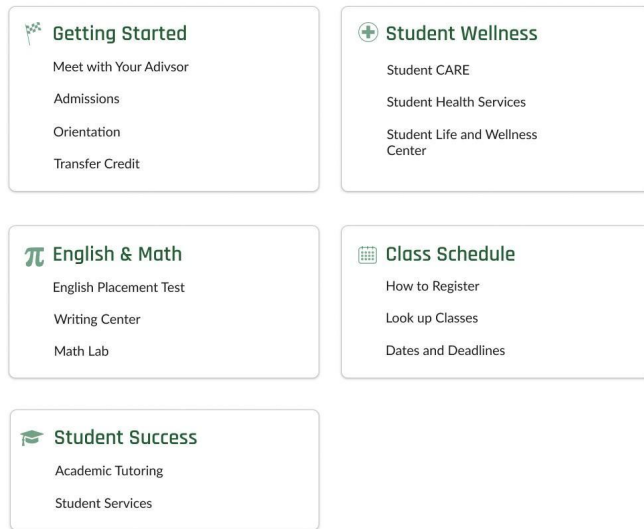 Getting Started
Meet with Your Adivsor
Admissions
Orientation
Transfer Credit
Student Wellness
Student CARE
Student Health Services
Student Life and Wellness
Center
English & Math
English Placement Test
Writing Center
Math Lab
Class Schedule
How to Register
Look up Classes
Dates and Deadlines
Student Success
Academic Tutoring
Student Services